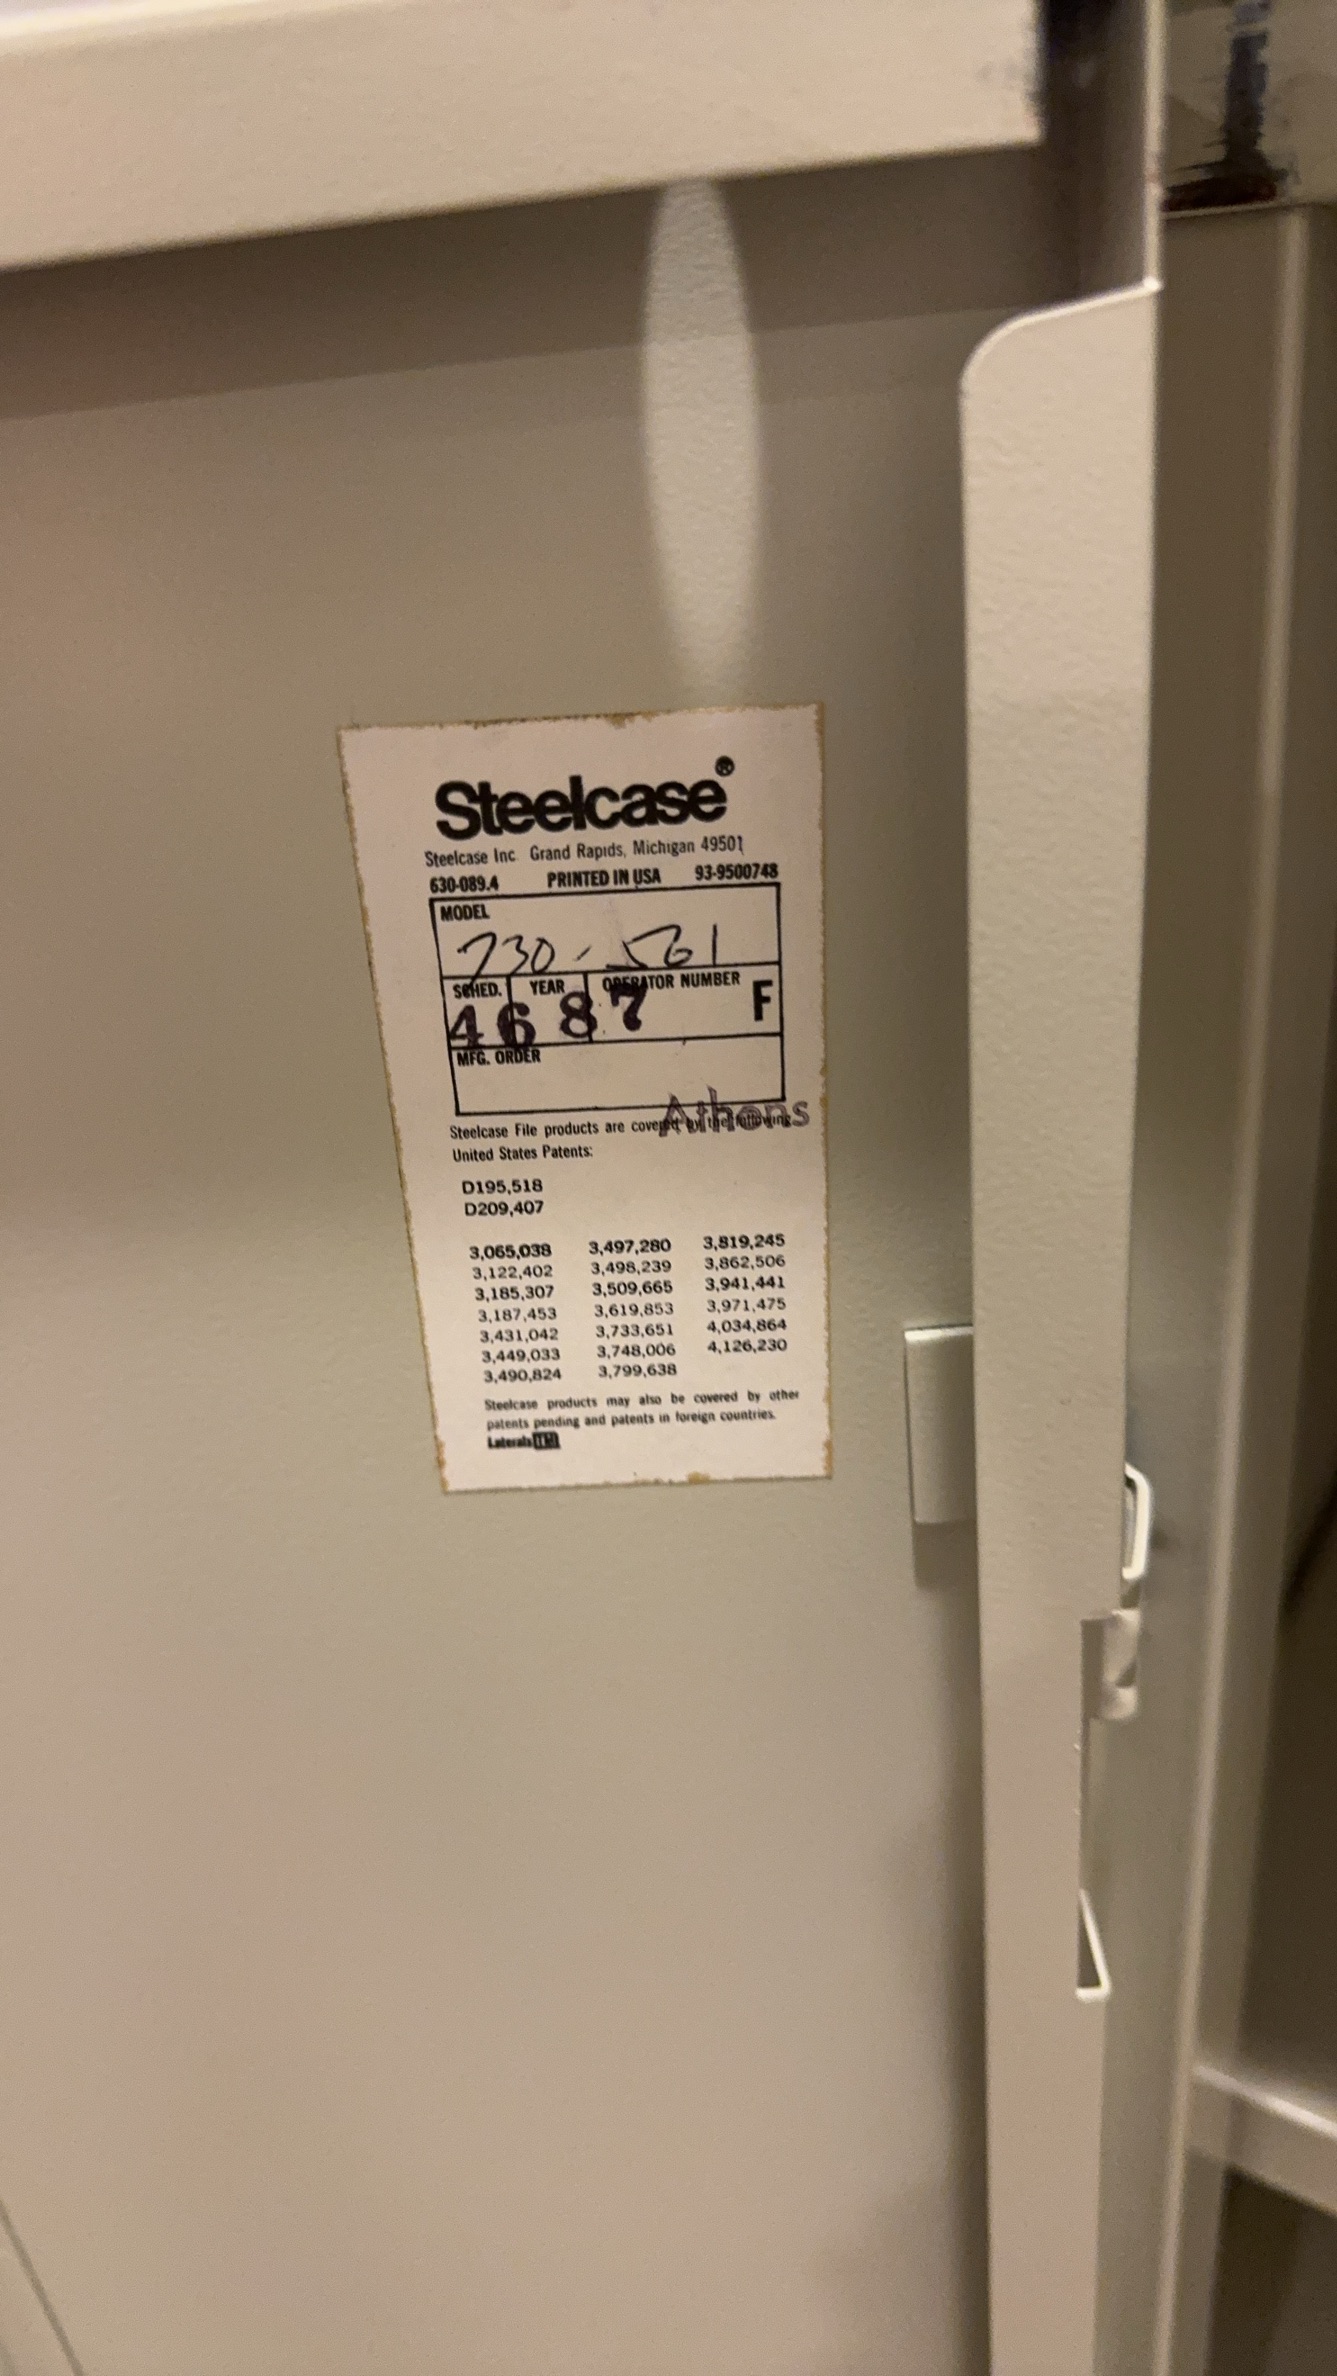 Steelcase®
Steelcase Inc. Grand Rapids, Michigan 49501
630-089.4 PRINTED IN USA 93-9500748
MODEL
730-561
SCHED. YEAR OPERATOR NUMBER
46 87 F
MFG. ORDER
Athens
Steelcase File products are covered by the following
United States Patents:
D195,518
D209,407
3,065,038 3,497,280 3,819,245
3,122,402 3,498,239 3,862,506
3,185,307 3,509,665 3,941,441
3,187,453 3,619,853 3,971,475
3,431,042 3,733,651 4,034,864
3,449,033 3,748,006 4,126,230
3,490,824 3,799,638
Steelcase products may also be covered by other
patents pending and patents in foreign countries.
Laterals